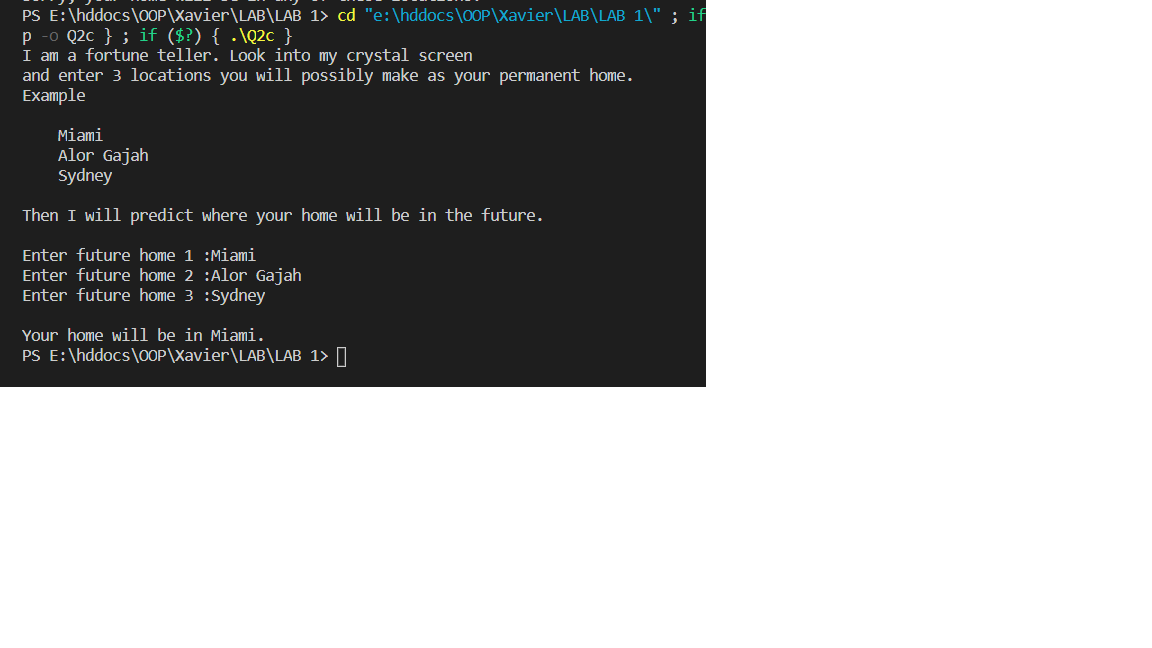 PS E:\hddocs\OOP\Xavier\LAB\LAB 1> cd "e:\hddocs\OOP\Xavier\LAB\LAB 1\" ; if
p -o Q2c } ; if ($?) { .\Q2c }
I am a fortune teller. Look into my crystal screen
and enter 3 locations you will possibly make as your permanent home.
Example
Miami
Alor Gajah
Sydney
Then I will predict where your home will be in the future.
Enter future home 1 :Miami
Enter future home 2 :Alor Gajah
Enter future home 3 :Sydney
Your home will be in Miami.
PS E:\hddocs\OOP\Xavier\LAB\LAB 1>